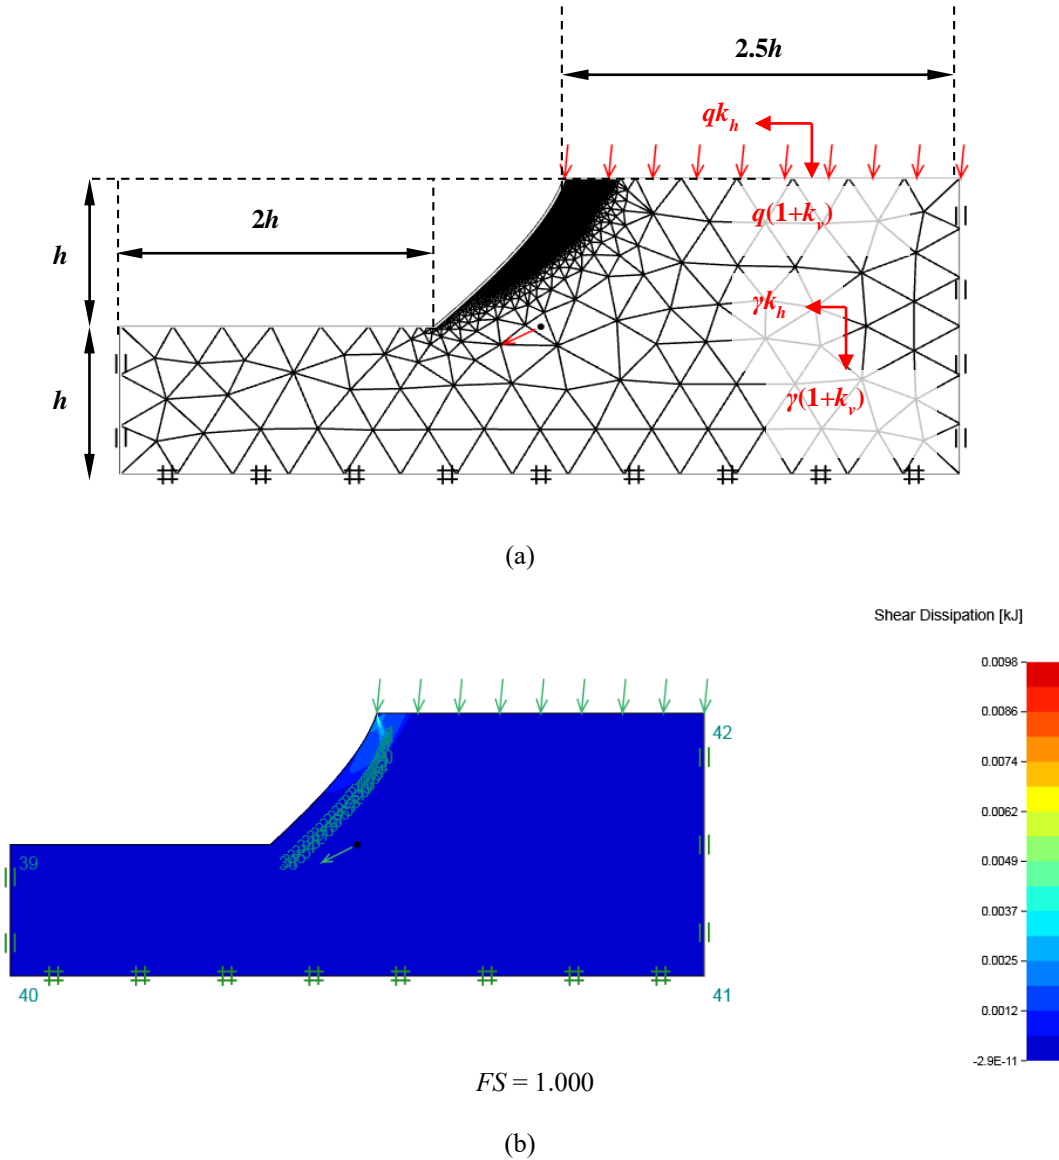 2.5h
qk_h
2h
q(1+k_v)
h
γk_h
h
γ(1+k_v)
(a)
Shear Dissipation [kJ]
0.0098
0.0086
42
0.0074
0.0062
0.0049
39
0.0037
0.0025
40
41
0.0012
-2.9E-11
FS = 1.000
(b)